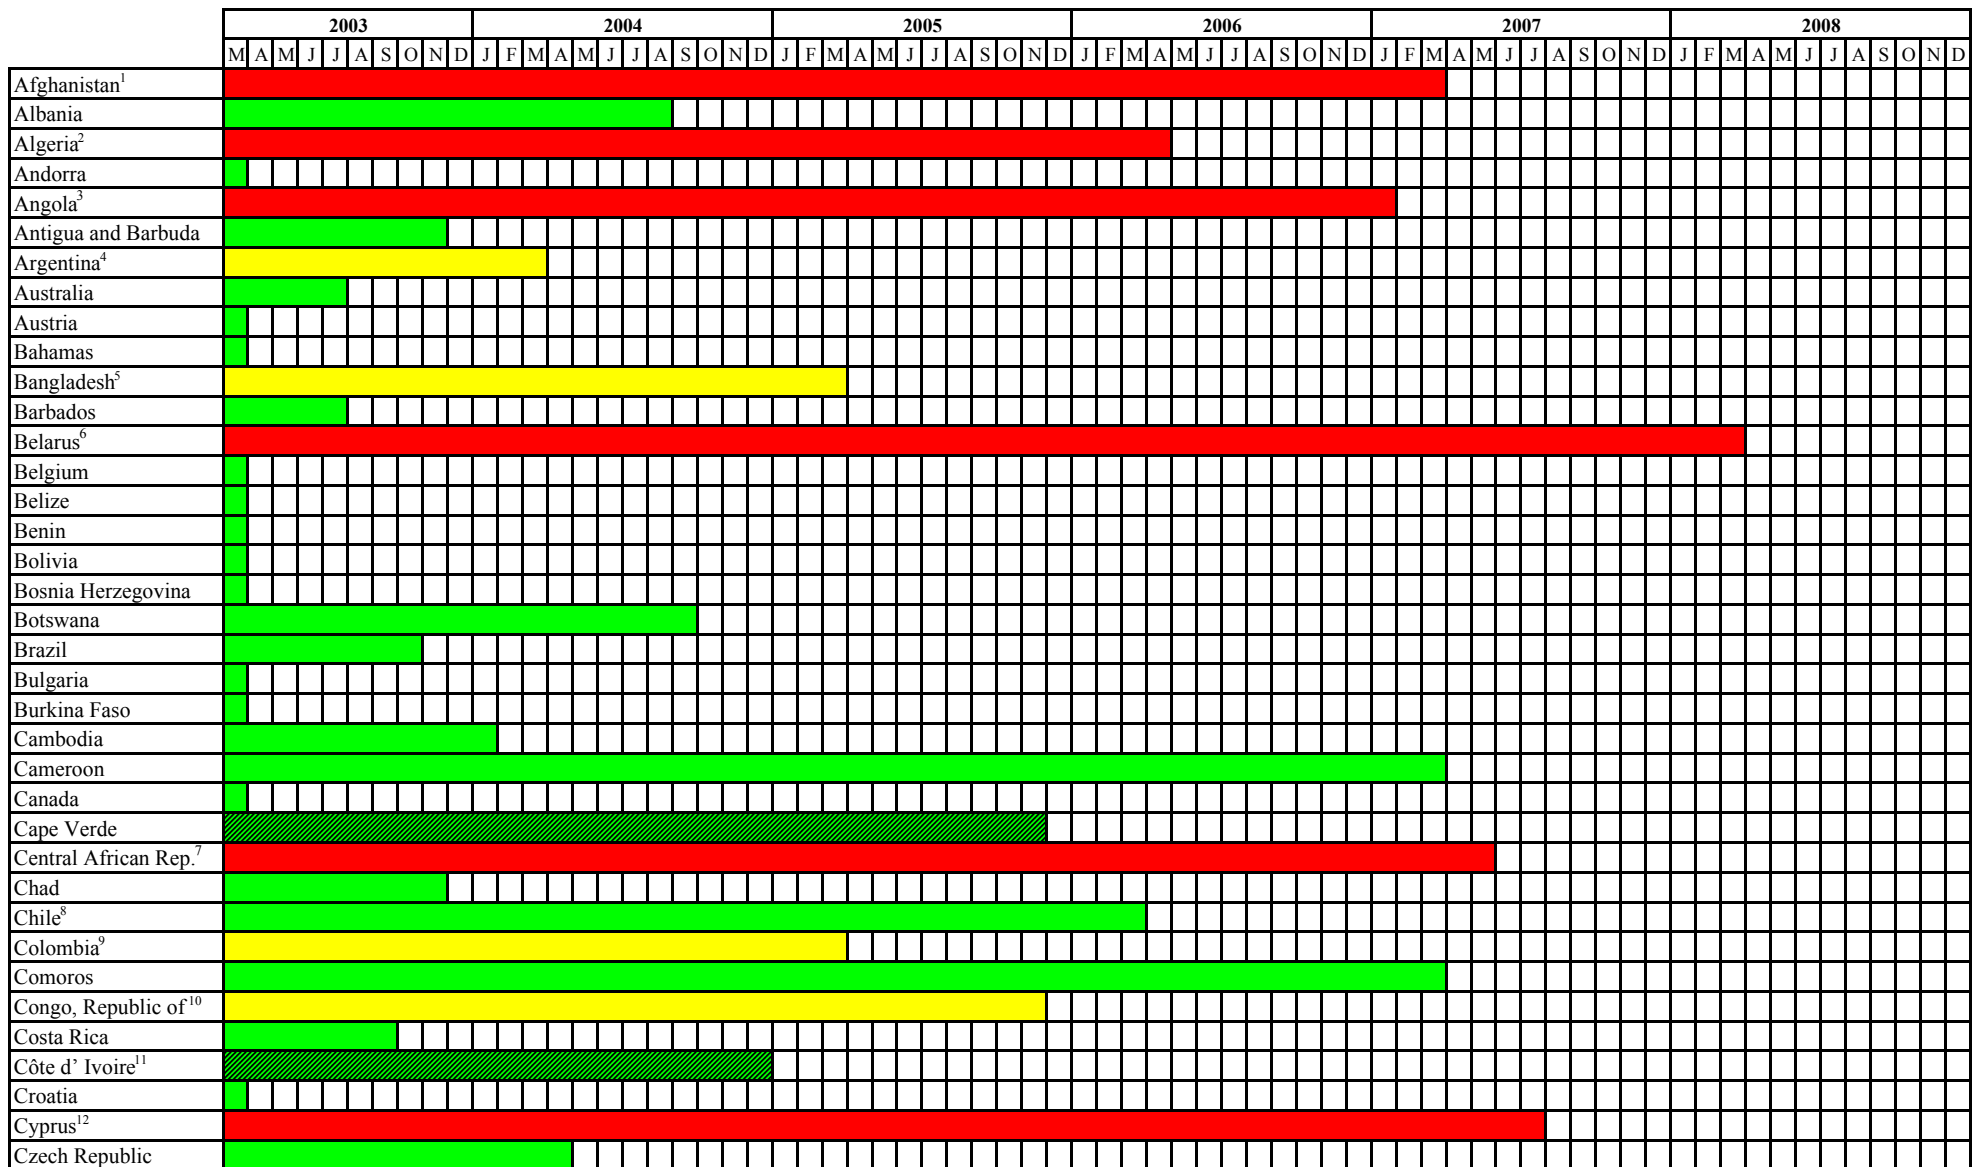 2003 2004 2005 2006 2007 2008
M A M J J A S O N D J F M A M J J A S O N D J F M A M J J A S O N D J F M A M J J A S O N D J F M A M J J A S O N D J F M A M J J A S O N D
Afghanistan¹
Albania
Algeria²
Andorra
Angola³
Antigua and Barbuda
Argentina⁴
Australia
Austria
Bahamas
Bangladesh⁵
Barbados
Belarus⁶
Belgium
Belize
Benin
Bolivia
Bosnia Herzegovina
Botswana
Brazil
Bulgaria
Burkina Faso
Cambodia
Cameroon
Canada
Cape Verde
Central African Rep.⁷
Chad
Chile⁸
Colombia⁹
Comoros
Congo, Republic of¹⁰
Costa Rica
Côte d’ Ivoire¹¹
Croatia
Cyprus¹²
Czech Republic